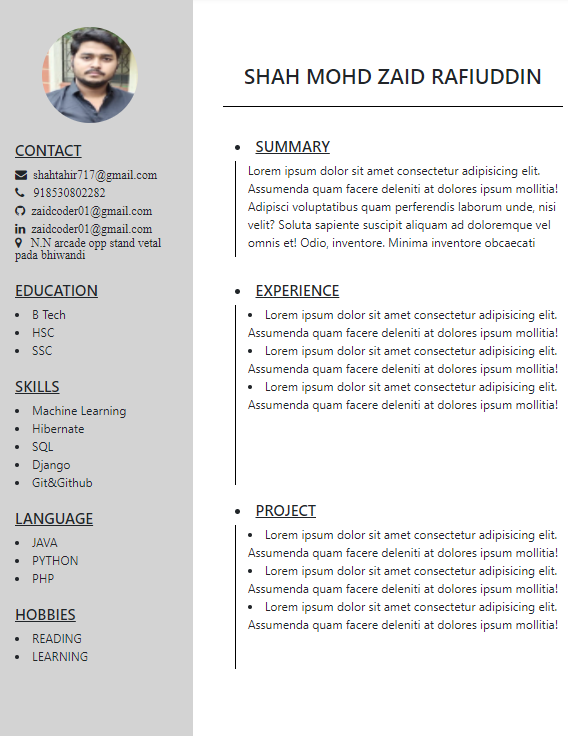 SHAH MOHD ZAID RAFIUDDIN
CONTACT
shahtahir717@gmail.com
918530802282
zaidcoder01@gmail.com
zaidcoder01@gmail.com
N.N arcade opp stand vetal
pada bhiwandi
EDUCATION
• B Tech
• HSC
• SSC
SKILLS
• Machine Learning
• Hibernate
• SQL
• Django
• Git&Github
LANGUAGE
• JAVA
• PYTHON
• PHP
HOBBIES
• READING
• LEARNING
• SUMMARY
Lorem ipsum dolor sit amet consectetur adipisicing elit.
Assumenda quam facere deleniti at dolores ipsum mollitia!
Adipisci voluptatibus quam perferendis laborum unde, nisi
velit? Soluta sapiente suscipit aliquam ad doloremque vel
omnis et! Odio, inventore. Minima inventore obcaecati
• EXPERIENCE
• Lorem ipsum dolor sit amet consectetur adipisicing elit.
Assumenda quam facere deleniti at dolores ipsum mollitia!
• Lorem ipsum dolor sit amet consectetur adipisicing elit.
Assumenda quam facere deleniti at dolores ipsum mollitia!
• Lorem ipsum dolor sit amet consectetur adipisicing elit.
Assumenda quam facere deleniti at dolores ipsum mollitia!
• PROJECT
• Lorem ipsum dolor sit amet consectetur adipisicing elit.
Assumenda quam facere deleniti at dolores ipsum mollitia!
• Lorem ipsum dolor sit amet consectetur adipisicing elit.
Assumenda quam facere deleniti at dolores ipsum mollitia!
• Lorem ipsum dolor sit amet consectetur adipisicing elit.
Assumenda quam facere deleniti at dolores ipsum mollitia!